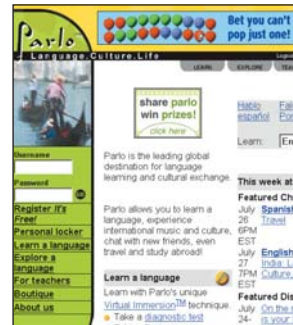 Parlo
Language.Culture.Life
Bet you can't
pop just one!
LEARN
EXPLORE
share parlo
win prizes!
click here
Hablo
español
Learn:
Username
Password
GO
Register It's
Free!
Personal locker
Learn a language
Explore a
language
For teachers
Boutique
About us
Parlo is the leading global
destination for language
learning and cultural exchange.
Parlo allows you to learn a
language, experience
international music and culture,
chat with new friends, even
travel and study abroad!
Learn a language
Learn with Parlo's unique
Virtual Immersion™ technique.
Take a diagnostic test
This week at
Featured Ch
July Spanis
26 Travel
6PM
EST
July English
27 India: L
7PM Culture,
EST
Featured Dis
July On the
24- is your